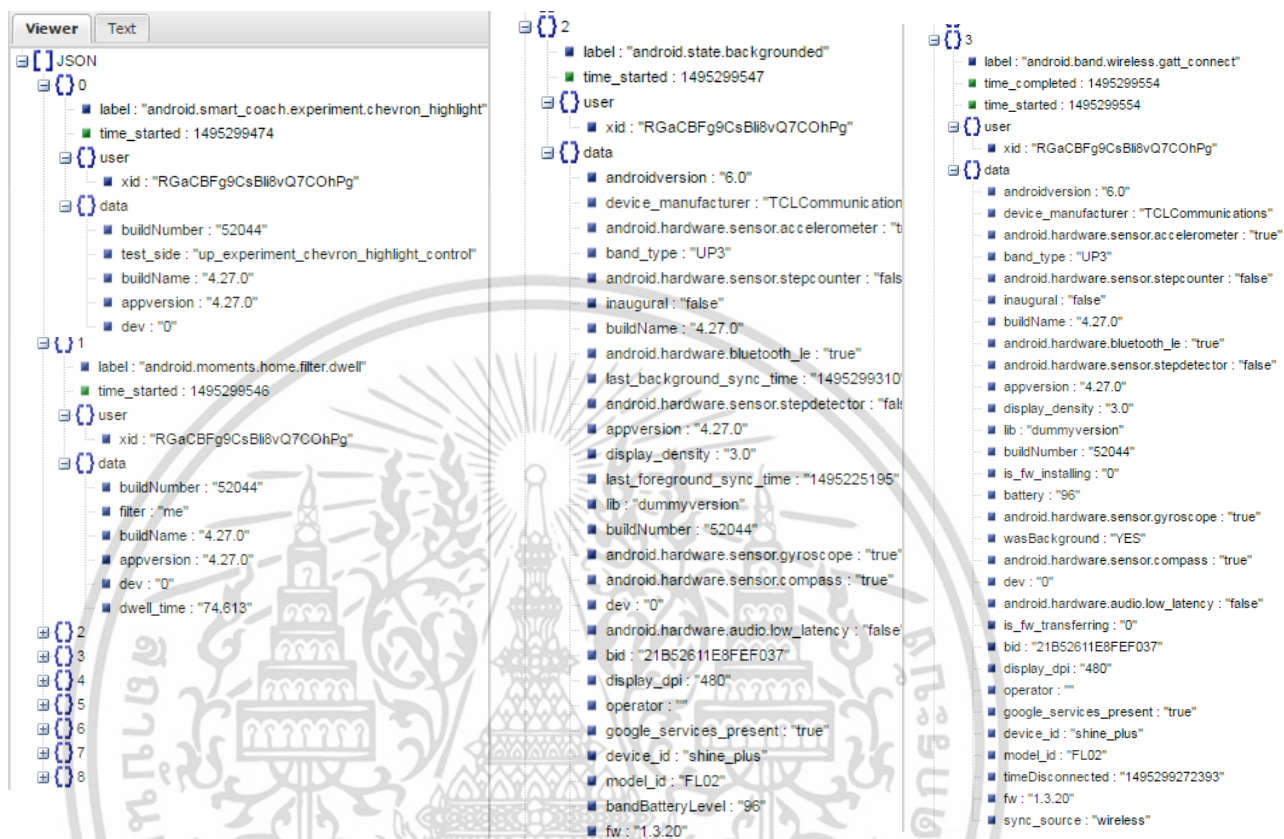 Viewer Text
JSON
0
label : "android.smart_coach.experiment.chevron_highlight"
time_started : 1495299474
user
xid : "RGaCBFg9CsBli8vQ7COhPg"
data
buildNumber : "52044"
test_side : "up_experiment_chevron_highlight_control"
buildName : "4.27.0"
appversion : "4.27.0"
dev : "0"
1
label : "android.moments.home.filter.dwell"
time_started : 1495299546
user
xid : "RGaCBFg9CsBli8vQ7COhPg"
data
buildNumber : "52044"
filter : "me"
buildName : "4.27.0"
appversion : "4.27.0"
dev : "0"
dwell_time : "74.613"
2
3
4
5
6
7
8
2
label : "android.state.backgrounded"
time_started : 1495299547
user
xid : "RGaCBFg9CsBli8vQ7COhPg"
data
androidversion : "6.0"
device_manufacturer : "TCLCommunication
android.hardware.sensor.accelerometer : "t
band_type : "UP3"
android.hardware.sensor.stepcounter : "fals
inaugural : "false"
buildName : "4.27.0"
android.hardware.bluetooth_le : "true"
last_background_sync_time : "1495299310"
android.hardware.sensor.stepdetector : "fals
appversion : "4.27.0"
display_density : "3.0"
last_foreground_sync_time : "1495225195"
lib : "dummyversion"
buildNumber : "52044"
android.hardware.sensor.gyroscope : "true"
android.hardware.sensor.compass : "true"
dev : "0"
android.hardware.audio.low_latency : "false"
bid : "21B52611E8FEF037"
display_dpi : "480"
operator : ""
google_services_present : "true"
device_id : "shine_plus"
model_id : "FL02"
bandBatteryLevel : "96"
fw : "1.3.20"
3
label : "android.band.wireless.gatt_connect"
time_completed : 1495299554
time_started : 1495299554
user
xid : "RGaCBFg9CsBli8vQ7COhPg"
data
androidversion : "6.0"
device_manufacturer : "TCLCommunications"
android.hardware.sensor.accelerometer : "true"
band_type : "UP3"
android.hardware.sensor.stepcounter : "false"
inaugural : "false"
buildName : "4.27.0"
android.hardware.bluetooth_le : "true"
android.hardware.sensor.stepdetector : "false"
appversion : "4.27.0"
display_density : "3.0"
lib : "dummyversion"
buildNumber : "52044"
is_fw_installing : "0"
battery : "96"
android.hardware.sensor.gyroscope : "true"
wasBackground : "YES"
android.hardware.sensor.compass : "true"
dev : "0"
android.hardware.audio.low_latency : "false"
is_fw_transferring : "0"
bid : "21B52611E8FEF037"
display_dpi : "480"
operator : ""
google_services_present : "true"
device_id : "shine_plus"
model_id : "FL02"
timeDisconnected : "1495299272393"
fw : "1.3.20"
sync_source : "wireless"